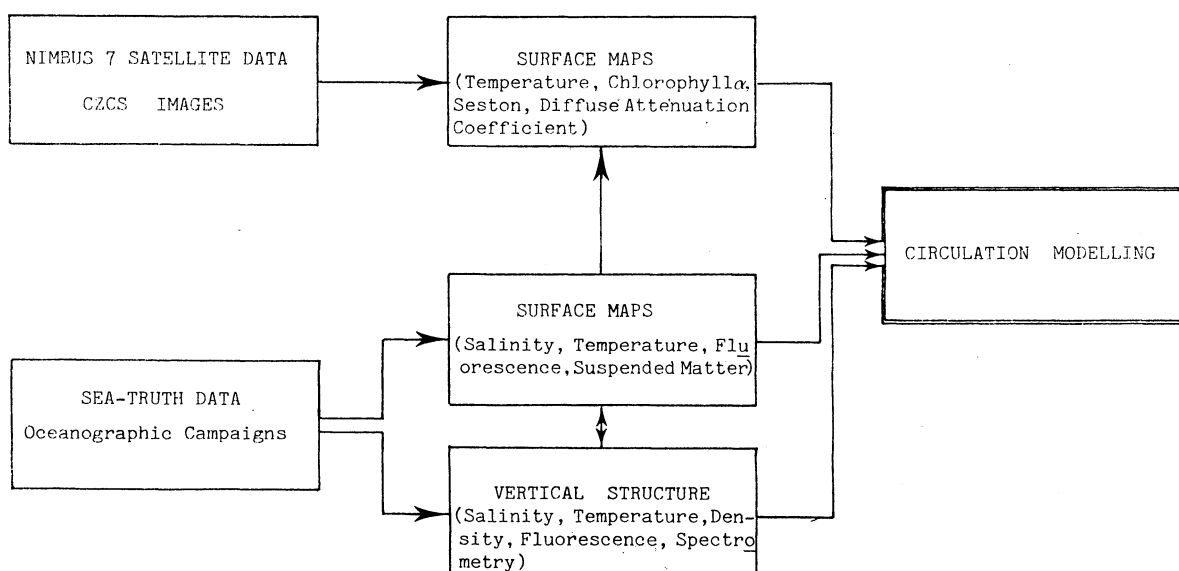 NIMBUS 7 SATELLITE DATA
CZCS IMAGES
SURFACE MAPS
(Temperature, Chlorophyllα,
Seston, Diffuse Attenuation
Coefficient)
CIRCULATION MODELLING
SURFACE MAPS
(Salinity, Temperature, Flu
orescence, Suspended Matter)
SEA-TRUTH DATA
Oceanographic Campaigns
VERTICAL STRUCTURE
(Salinity, Temperature, Den-
sity, Fluorescence, Spectro
metry)